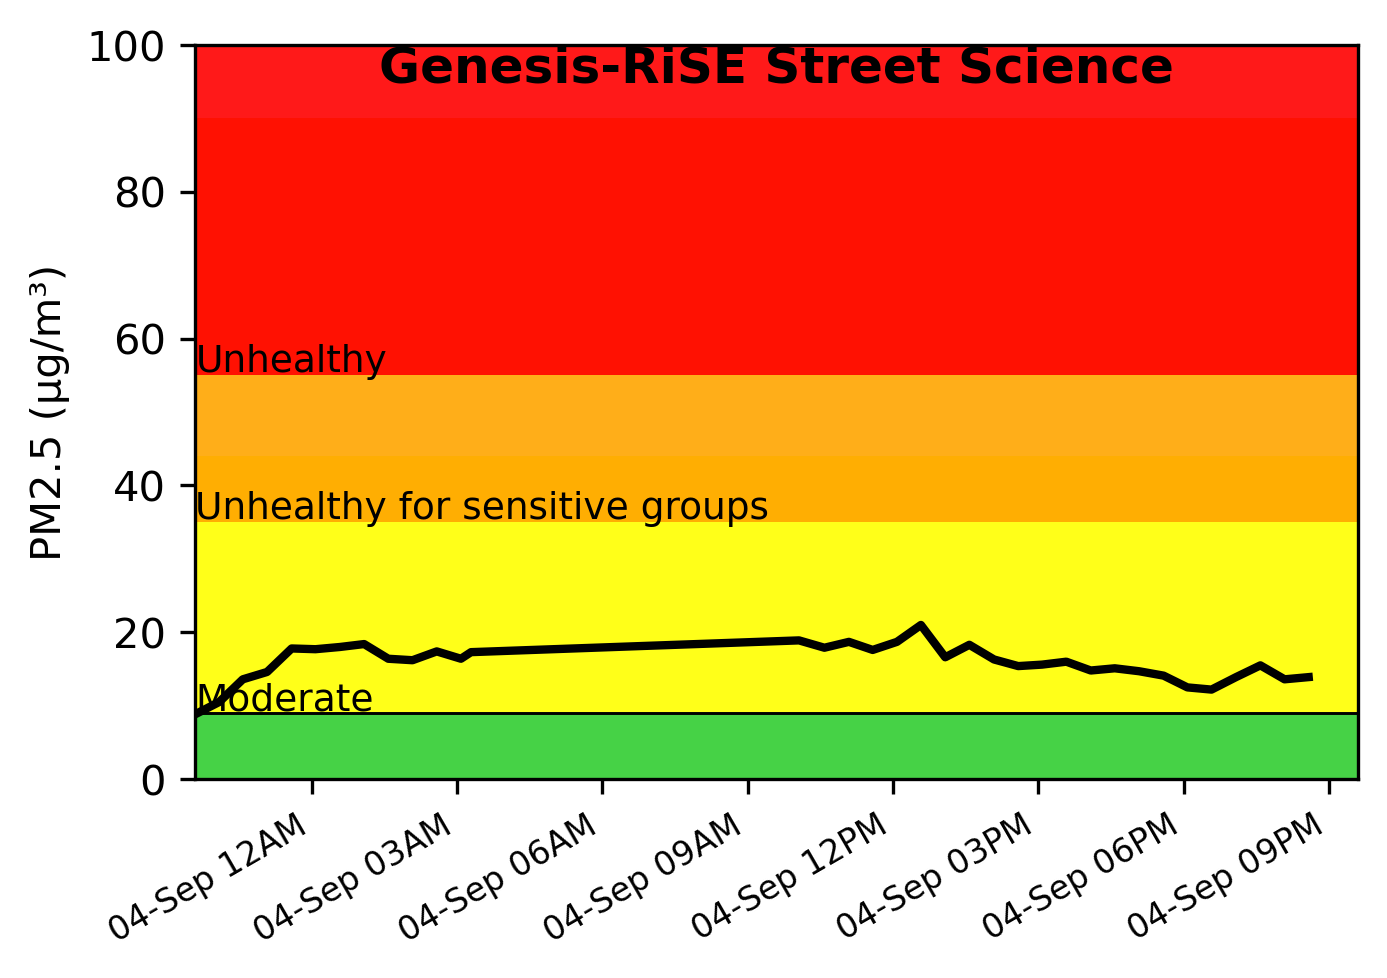 Genesis-RiSE Street Science
100
80
60
40
20
0
PM2.5 (µg/m³)
Unhealthy
Unhealthy for sensitive groups
Moderate
04-Sep 12AM
04-Sep 03AM
04-Sep 06AM
04-Sep 09AM
04-Sep 12PM
04-Sep 03PM
04-Sep 06PM
04-Sep 09PM